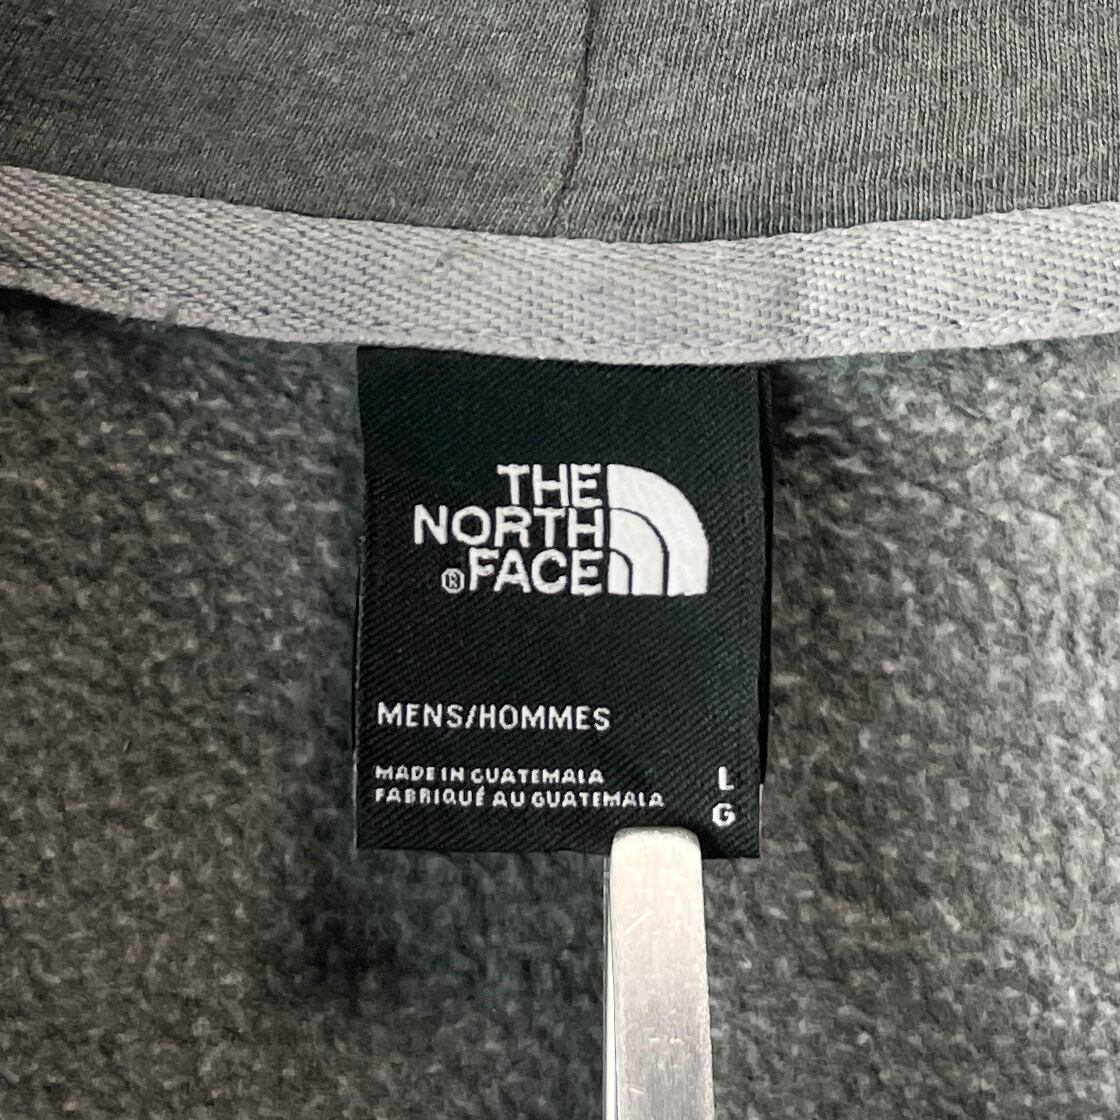 THE
NORTH
®FACE
MENS/HOMMES
MADE IN GUATEMALA
FABRIQUÉ AU GUATEMALA
L
G